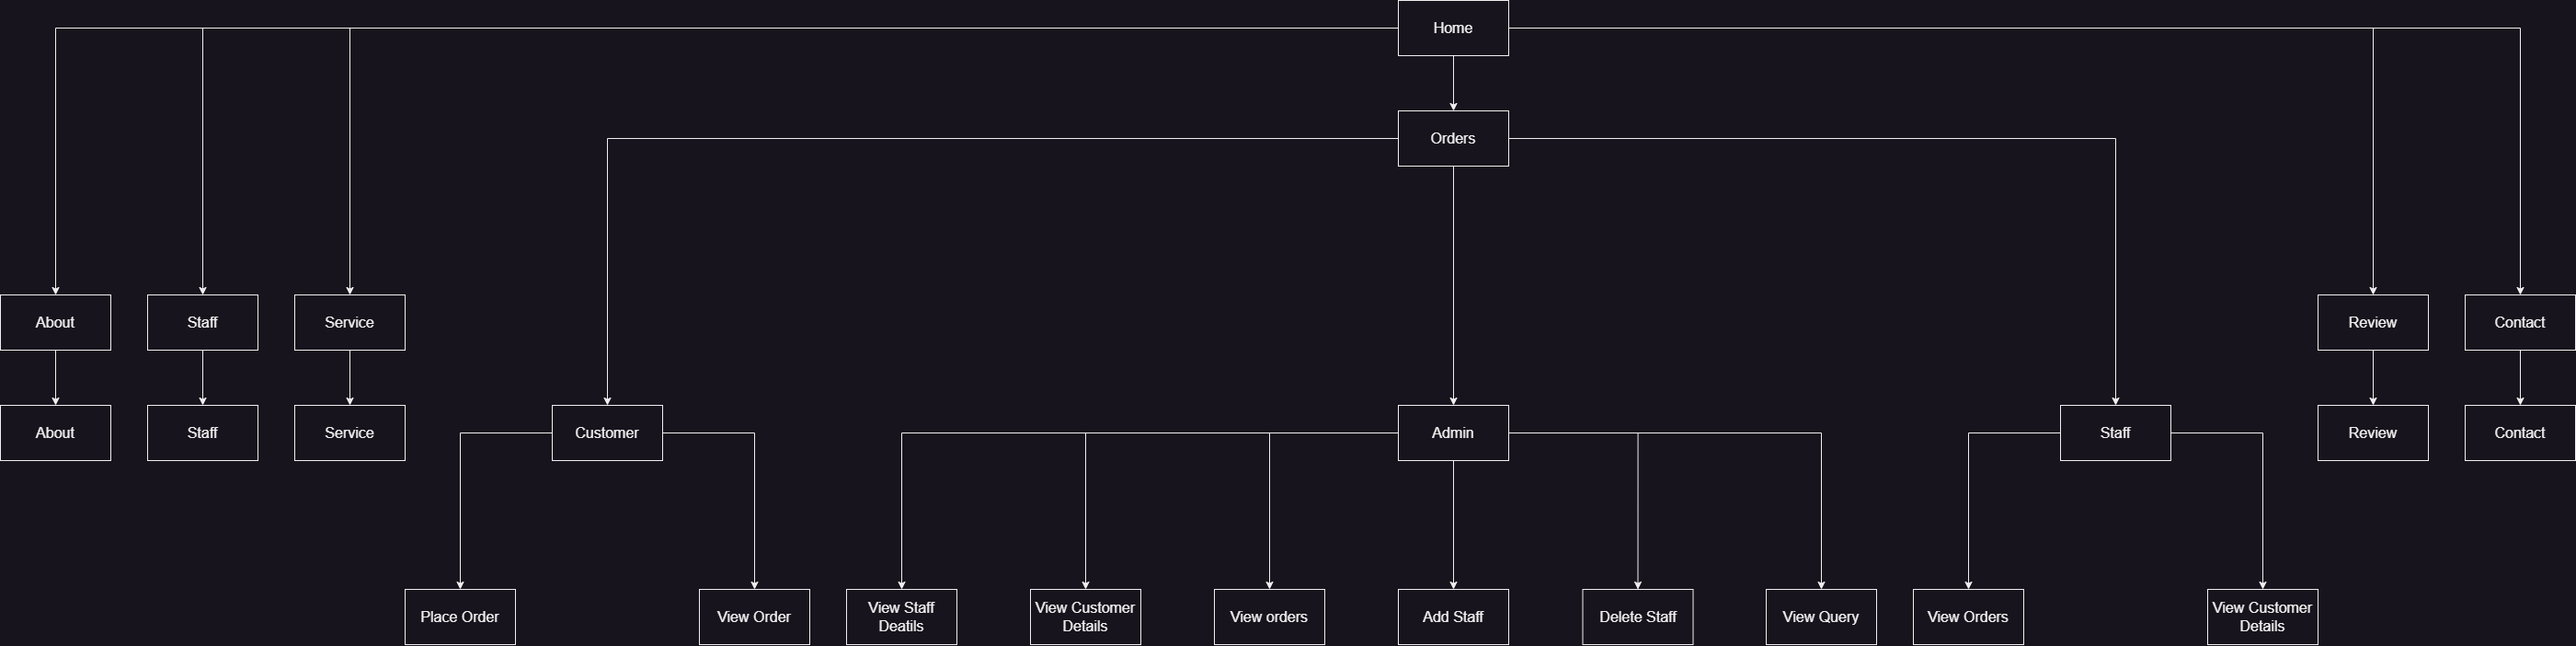 Home
Orders
About
Staff
Service
Review
Contact
About
Staff
Service
Customer
Admin
Staff
Review
Contact
Place Order
View Order
View Staff
Deatils
View Customer
Details
View orders
Add Staff
Delete Staff
View Query
View Orders
View Customer
Details